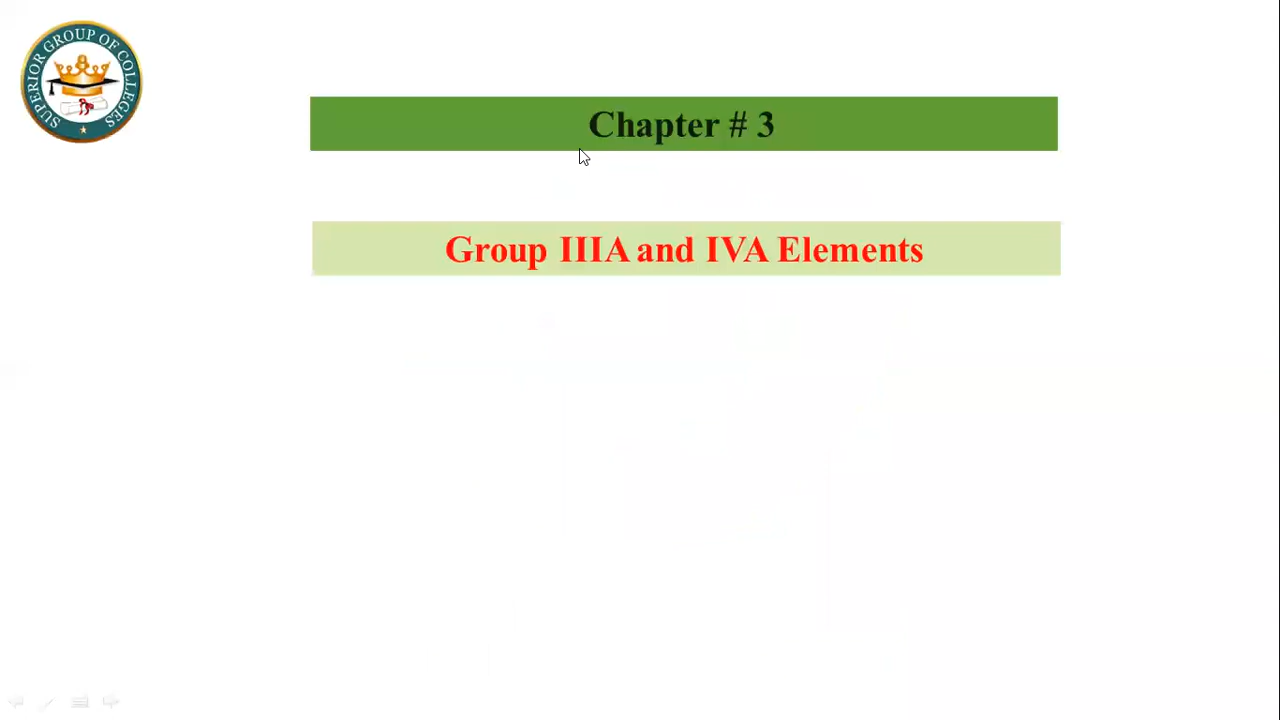 SUPERIOR GROUP OF COLLEGES
Chapter # 3
Group IIIA and IVA Elements